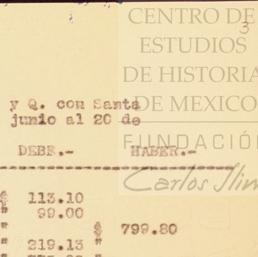 CENTRO DE
ESTUDIOS
DE HISTORIA
DE MEXICO
FUNDACIÓN
Carlos Slim
3
y Q. con Santa
junio al 20 de
DEBE.- HABER.-
$ 113.10
" 99.00
" $ 799.80
" 219.13
"